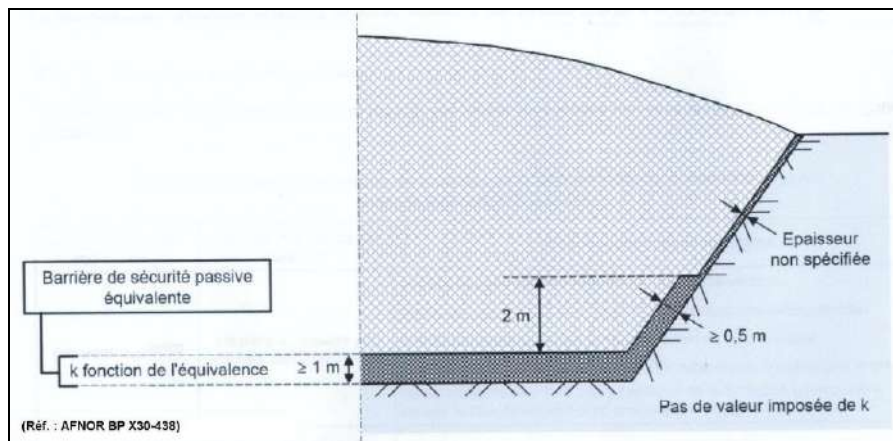 Epaisseur
non spécifiée
Barrière de sécurité passive
équivalente
2 m
≥ 0,5 m
k fonction de l'équivalence
≥ 1 m
Pas de valeur imposée de k
(Réf. : AFNOR BP X30-438)